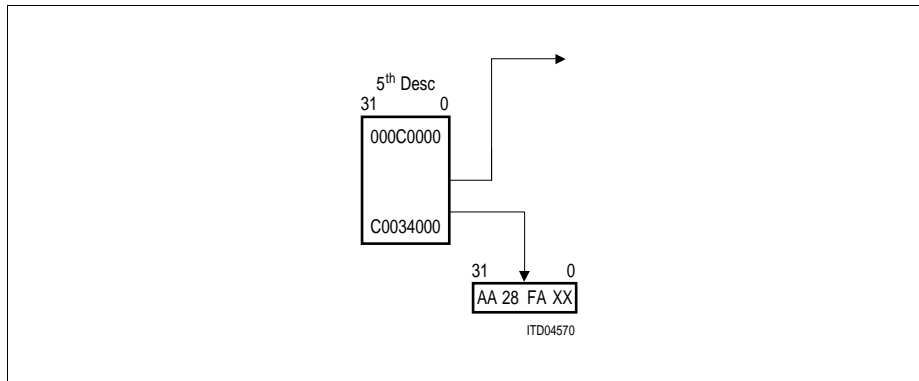 5th Desc
31 0
000C0000
C0034000
31 0
AA 28 FA XX
ITD04570